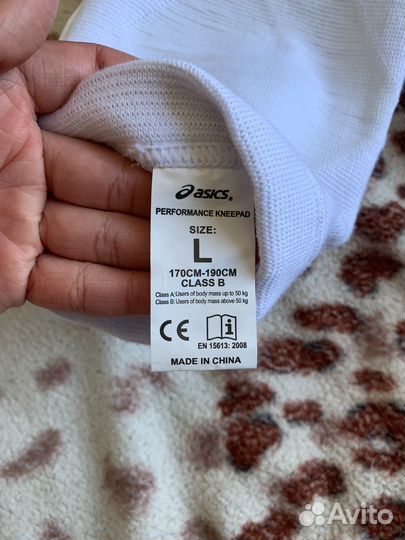 asics
PERFORMANCE KNEEPAD
SIZE:
L
170CM-190CM
CLASS B
Class A:Users of body mass up to 50 kg
Class B:Users of body mass above 50 kg
CE
i
EN 15613: 2008
MADE IN CHINA
Avito